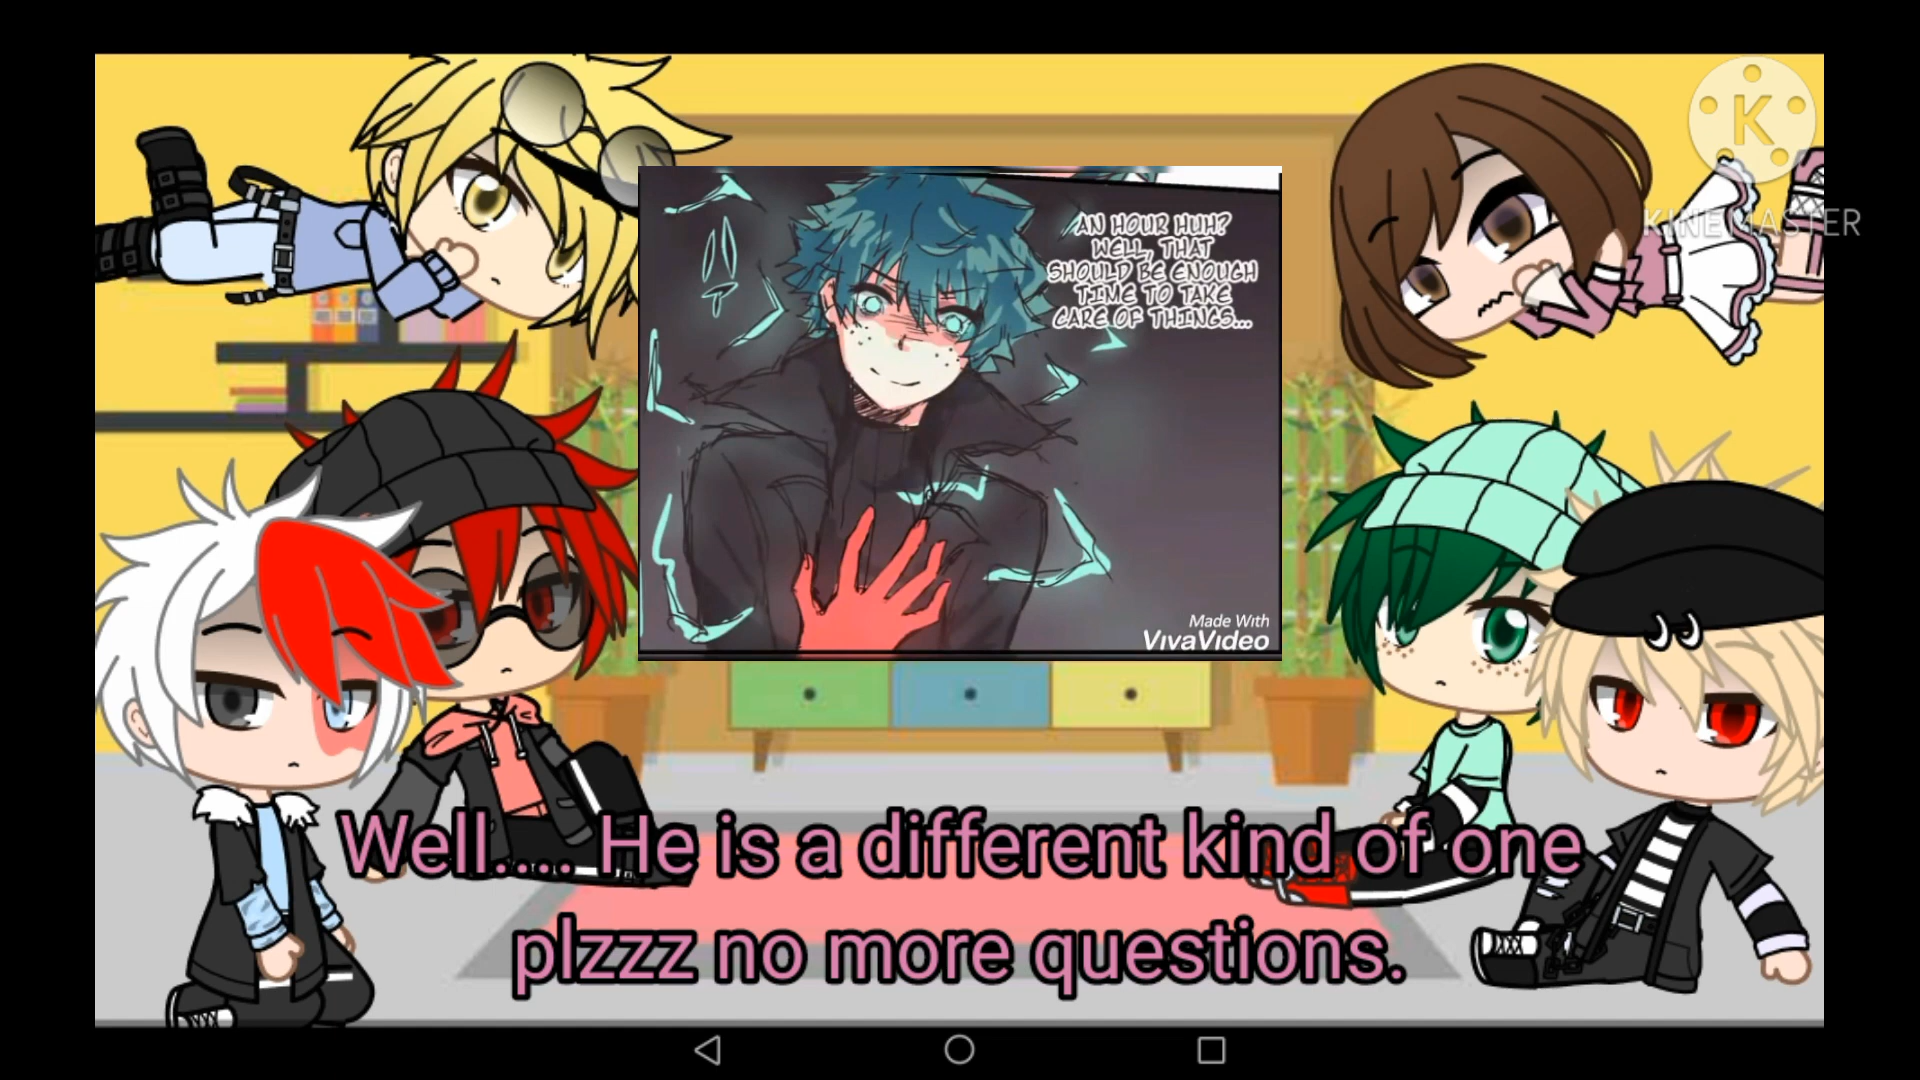 K
KINEMASTER
AN HOUR HUH?
WELL, THAT
SHOULD BE ENOUGH
TIME TO TAKE
CARE OF THINGS...
Made With
VivaVideo
Well.... He is a different kind of one
plzzz no more questions.